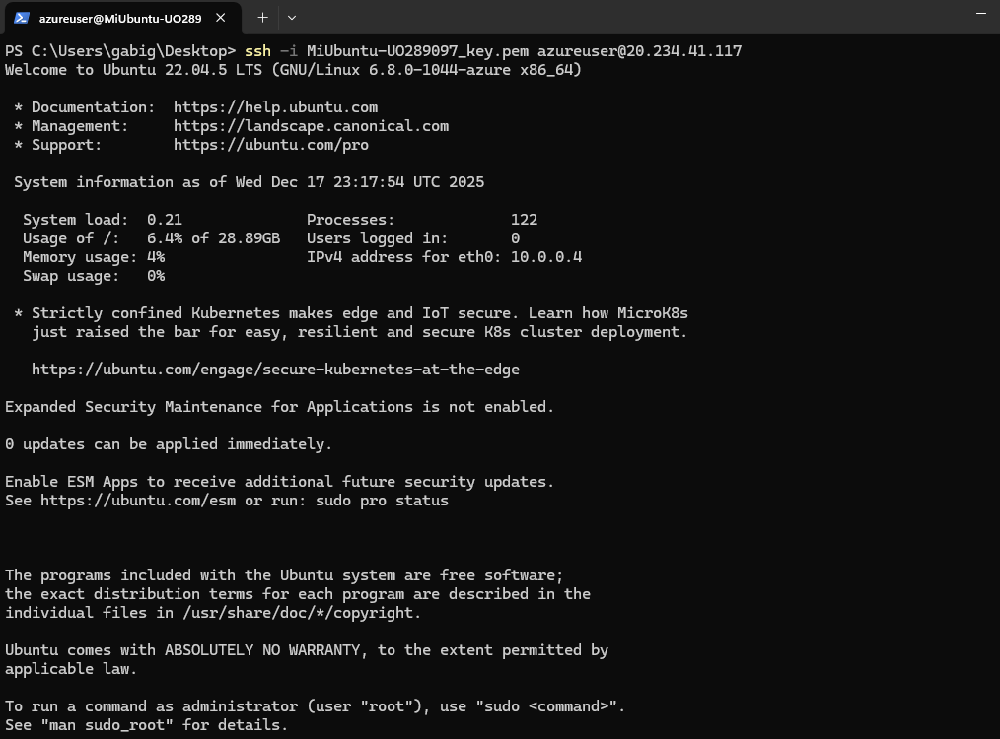 azureuser@MiUbuntu-UO289
PS C:\Users\gabig\Desktop> ssh -i MiUbuntu-UO289097_key.pem azureuser@20.234.41.117
Welcome to Ubuntu 22.04.5 LTS (GNU/Linux 6.8.0-1044-azure x86_64)
* Documentation:  https://help.ubuntu.com
* Management:     https://landscape.canonical.com
* Support:        https://ubuntu.com/pro
System information as of Wed Dec 17 23:17:54 UTC 2025
System load:  0.21              Processes:             122
Usage of /:   6.4% of 28.89GB   Users logged in:       0
Memory usage: 4%                IPv4 address for eth0: 10.0.0.4
Swap usage:   0%
* Strictly confined Kubernetes makes edge and IoT secure. Learn how MicroK8s
just raised the bar for easy, resilient and secure K8s cluster deployment.
https://ubuntu.com/engage/secure-kubernetes-at-the-edge
Expanded Security Maintenance for Applications is not enabled.
0 updates can be applied immediately.
Enable ESM Apps to receive additional future security updates.
See https://ubuntu.com/esm or run: sudo pro status
The programs included with the Ubuntu system are free software;
the exact distribution terms for each program are described in the
individual files in /usr/share/doc/*/copyright.
Ubuntu comes with ABSOLUTELY NO WARRANTY, to the extent permitted by
applicable law.
To run a command as administrator (user "root"), use "sudo <command>".
See "man sudo_root" for details.